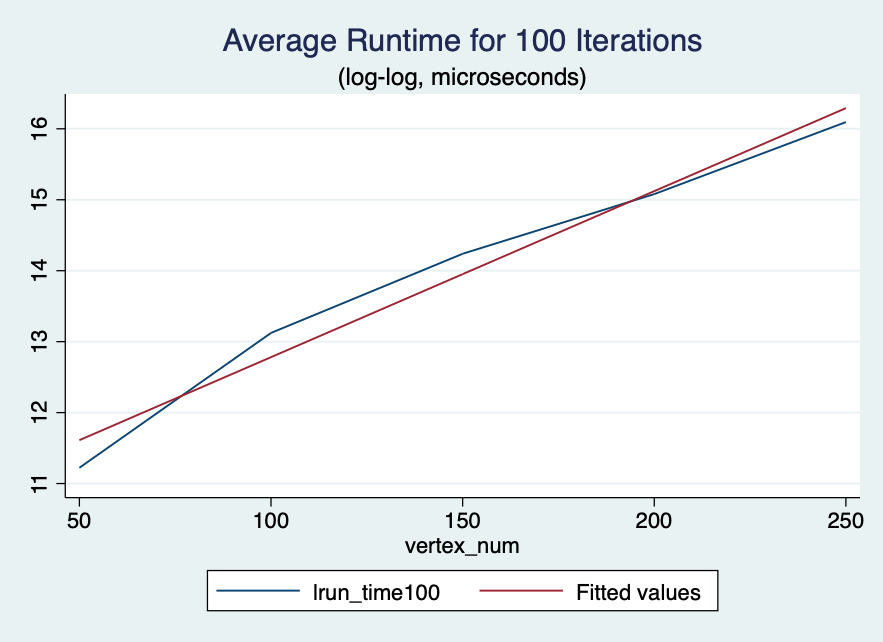 Average Runtime for 100 Iterations
(log-log, microseconds)
16
15
14
13
12
11
50 100 150 200 250
vertex_num
lrun_time100 Fitted values